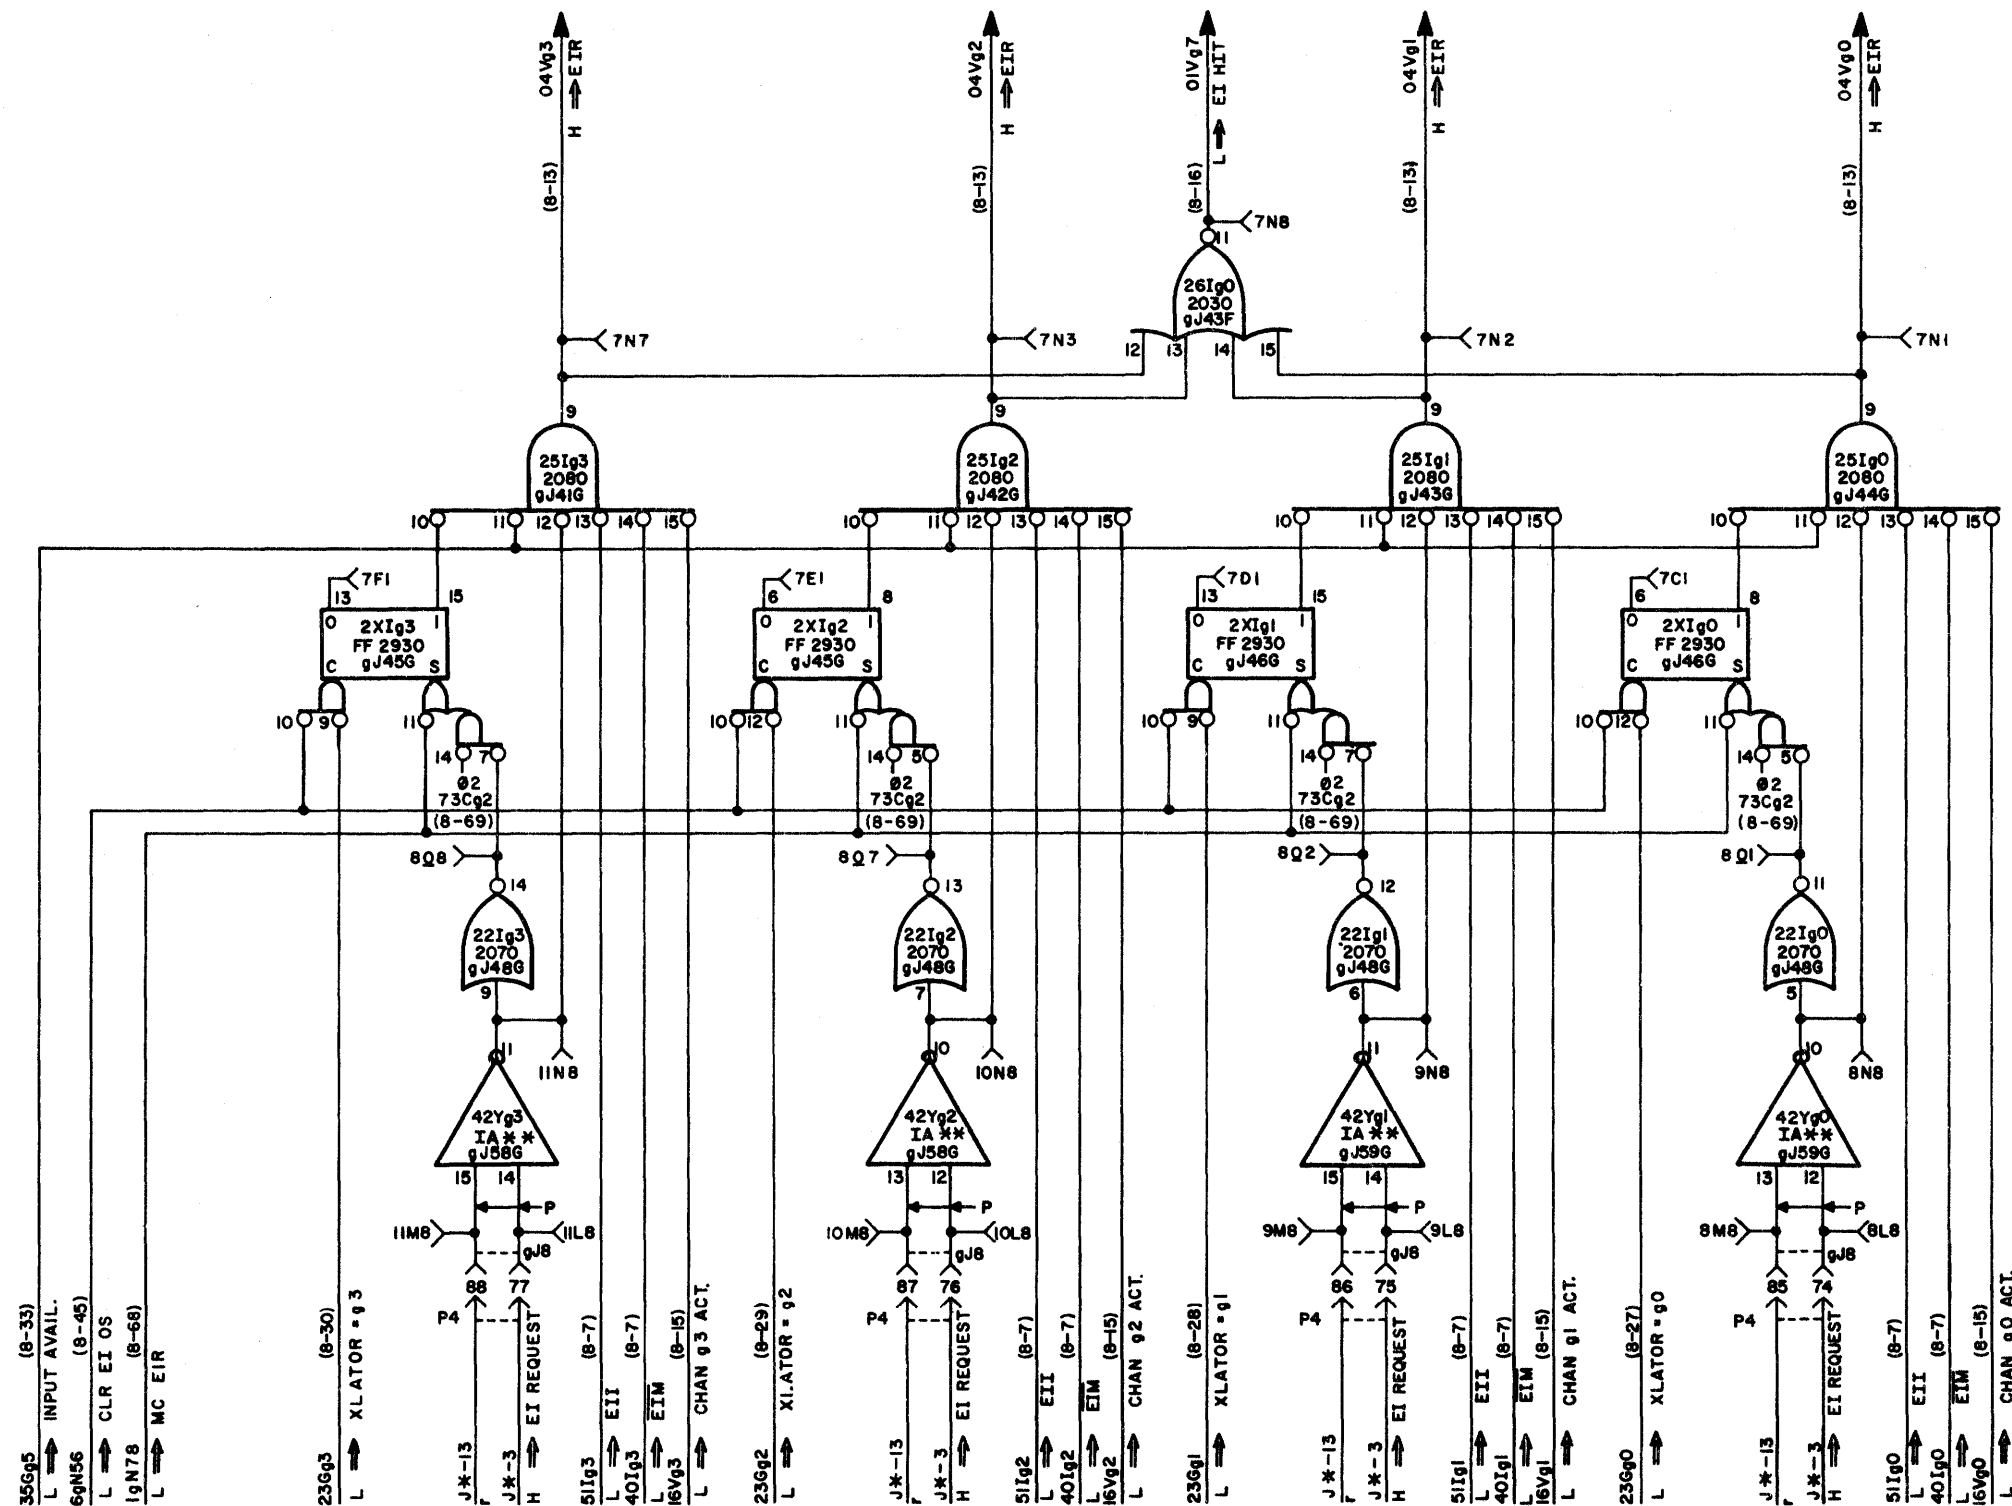 04Vg3
H ⇒ EIR
(8-13)
04Vg2
H ⇒ EIR
(8-13)
01Vg7
L ⇒ EI HIT
(8-16)
04Vg1
H ⇒ EIR
(8-13)
04Vg0
H ⇒ EIR
(8-13)
7N8
11
26Ig0
2030
gJ43F
7N7
7N3
12 13 14 15
7N2
7N1
9
9
9
9
25Ig3
2080
gJ41G
25Ig2
2080
gJ42G
25Ig1
2080
gJ43G
25Ig0
2080
gJ44G
10 11 12 13 14 15
10 11 12 13 14 15
10 11 12 13 14 15
10 11 12 13 14 15
7F1
13 15
0 1
2XIg3
FF 2930
gJ45G
C S
7E1
6 8
0 1
2XIg2
FF 2930
gJ45G
C S
7D1
13 15
0 1
2XIg1
FF 2930
gJ46G
C S
7C1
6 8
0 1
2XIg0
FF 2930
gJ46G
C S
10 9 11
14 7
Ø2
73Cg2
(8-69)
10 12 11
14 5
Ø2
73Cg2
(8-69)
10 9 11
14 7
Ø2
73Cg2
(8-69)
10 12 11
14 5
Ø2
73Cg2
(8-69)
8Q8
14
22Ig3
2070
gJ48G
9
8Q7
13
22Ig2
2070
gJ48G
7
8Q2
12
22Ig1
2070
gJ48G
6
8Q1
11
22Ig0
2070
gJ48G
5
11
11N8
42Yg3
IA**
gJ58G
15 14
10
10N8
42Yg2
IA**
gJ58G
13 12
11
9N8
42Yg1
IA**
gJ59G
15 14
10
8N8
42Yg0
IA**
gJ59G
13 12
P
11M8 11L8
gJ8
88 77
P4
P
10M8 10L8
gJ8
87 76
P4
P
9M8 9L8
gJ8
86 75
P4
P
8M8 8L8
gJ8
85 74
P4
35Gg5 (8-33)
L ⇒ INPUT AVAIL.
6gN56 (8-45)
L ⇒ CLR EI OS
1gN78 (8-68)
L ⇒ MC EIR
23Gg3 (8-30)
L ⇒ XLATOR = g3
J*-13
J*-3
H ⇒ EI REQUEST
51Ig3 (8-7)
L ⇒ EII
40Ig3 (8-7)
L ⇒ EIM
16Vg3 (8-15)
L ⇒ CHAN g3 ACT.
23Gg2 (8-29)
L ⇒ XLATOR = g2
J*-13
J*-3
H ⇒ EI REQUEST
51Ig2 (8-7)
L ⇒ EII
40Ig2 (8-7)
L ⇒ EIM
16Vg2 (8-15)
L ⇒ CHAN g2 ACT.
23Gg1 (8-28)
L ⇒ XLATOR = g1
J*-13
J*-3
H ⇒ EI REQUEST
51Ig1 (8-7)
L ⇒ EII
40Ig1 (8-7)
L ⇒ EIM
16Vg1 (8-15)
L ⇒ CHAN g1 ACT.
23Gg0 (8-27)
L ⇒ XLATOR = g0
J*-13
J*-3
H ⇒ EI REQUEST
51Ig0 (8-7)
L ⇒ EII
40Ig0 (8-7)
L ⇒ EIM
16Vg0 (8-15)
L ⇒ CHAN g0 ACT.